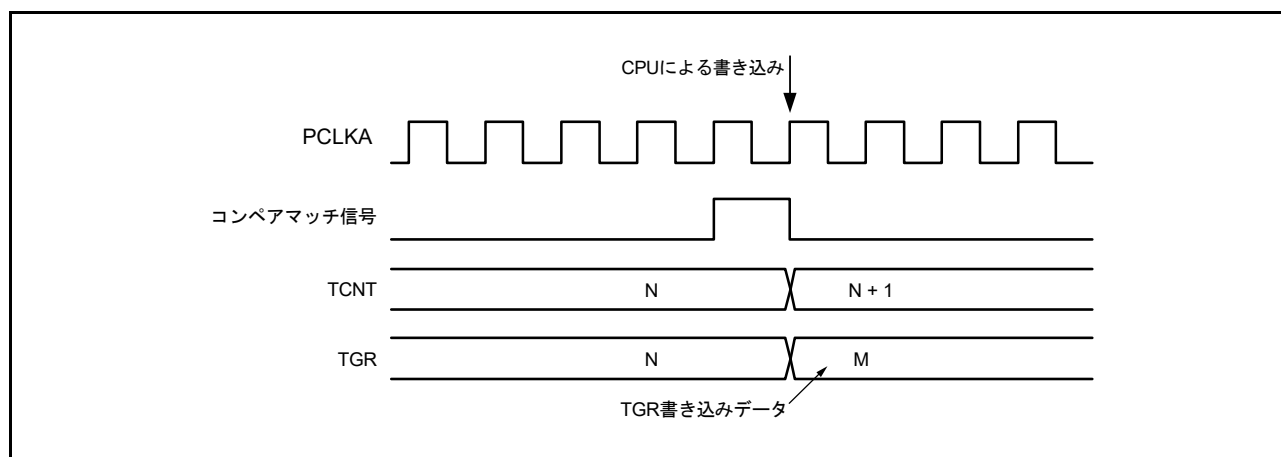 CPUによる書き込み
PCLKA
コンペアマッチ信号
TCNT
N
N + 1
TGR
N
M
TGR書き込みデータ